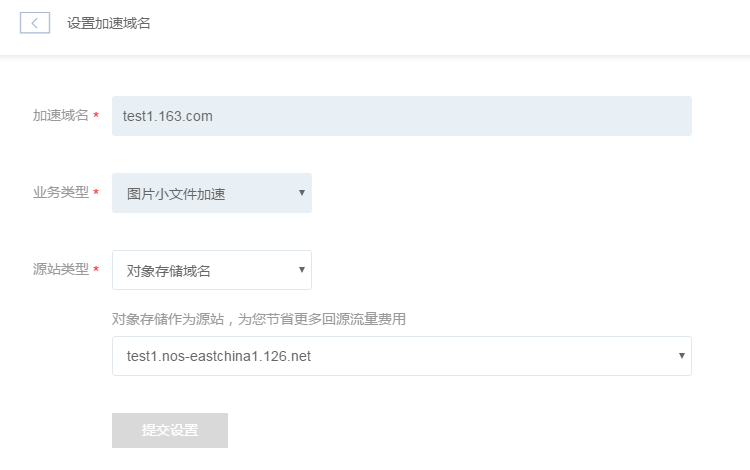 设置加速域名
加速域名 *
test1.163.com
业务类型 *
图片小文件加速
源站类型 *
对象存储域名
对象存储作为源站，为您节省更多回源流量费用
test1.nos-eastchina1.126.net
提交设置